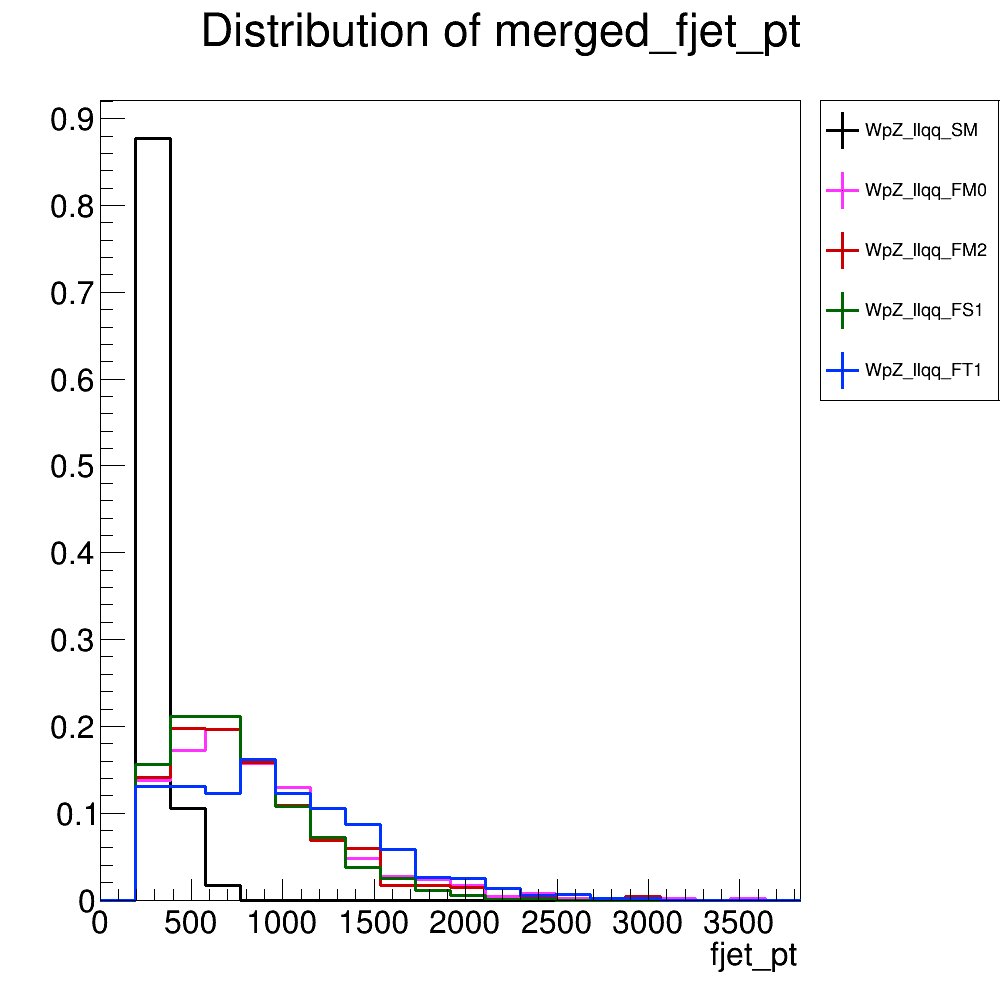 Distribution of merged_fjet_pt
0.9
0.8
0.7
0.6
0.5
0.4
0.3
0.2
0.1
0
0 500 1000 1500 2000 2500 3000 3500
fjet_pt
WpZ_llqq_SM
WpZ_llqq_FM0
WpZ_llqq_FM2
WpZ_llqq_FS1
WpZ_llqq_FT1